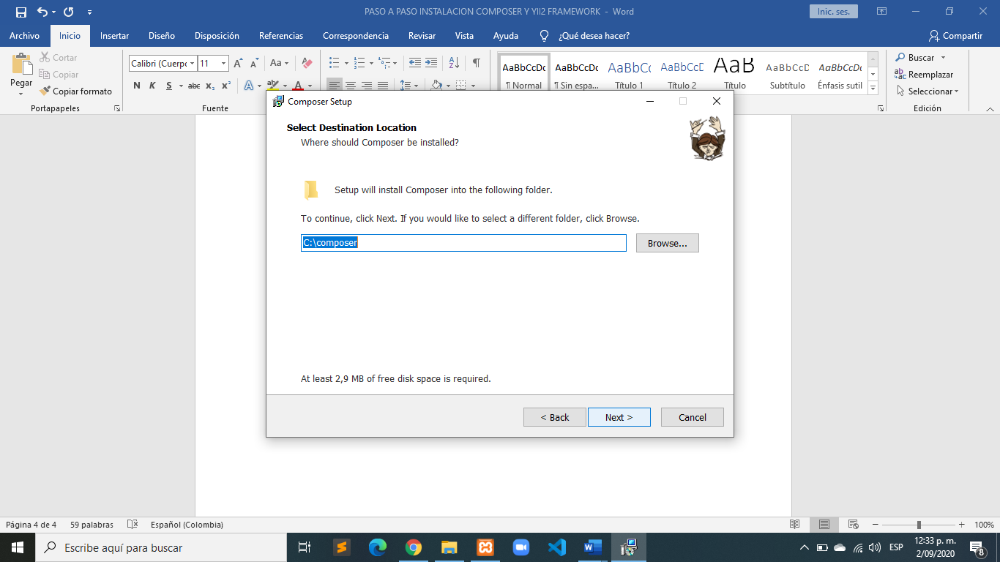 PASO A PASO INSTALACION COMPOSER Y YII2 FRAMEWORK - Word
Inic. ses.
Archivo Inicio Insertar Diseño Disposición Referencias Correspondencia Revisar Vista Ayuda ¿Qué desea hacer? Compartir
Pegar
Cortar
Copiar
Copiar formato
Portapapeles
Calibri (Cuerpo 11
N K S abc x₂ x²
Fuente
AaBbCcDc AaBbCcDc AaBbCc AaBbCcD AaB AaBbCcD AaBbCcDc
¶ Normal ¶ Sin espa... Título 1 Título 2 Título Subtítulo Énfasis sutil
Buscar
Reemplazar
Seleccionar
Edición
Composer Setup
Select Destination Location
Where should Composer be installed?
Setup will install Composer into the following folder.
To continue, click Next. If you would like to select a different folder, click Browse.
C:\composer
Browse...
At least 2,9 MB of free disk space is required.
< Back Next > Cancel
Página 4 de 4 59 palabras Español (Colombia) 100%
Escribe aquí para buscar
ESP
12:33 p. m.
2/09/2020
8